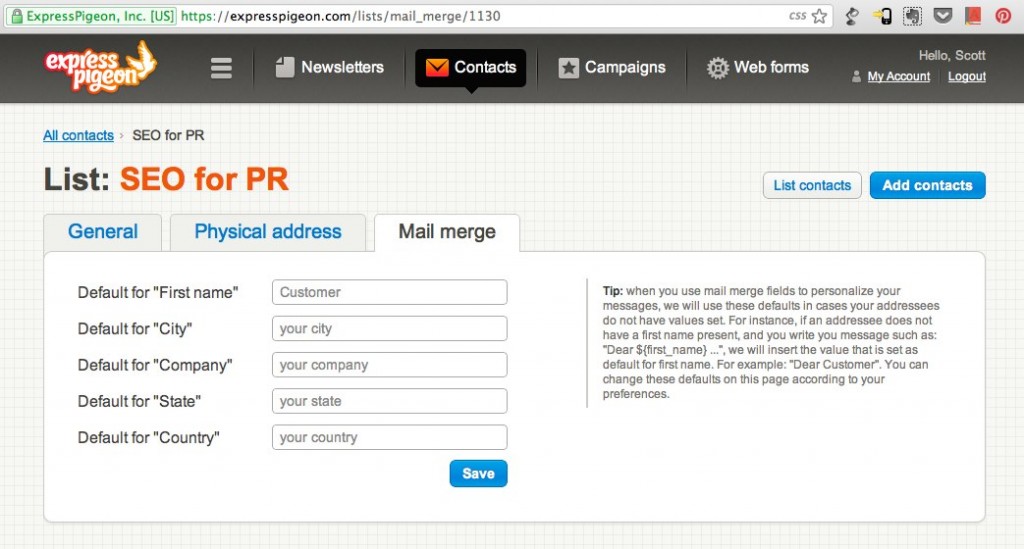 ExpressPigeon, Inc. [US] https://expresspigeon.com/lists/mail_merge/1130 CSS
express pigeon Newsletters Contacts Campaigns Web forms
Hello, Scott
My Account Logout
All contacts › SEO for PR
List: SEO for PR
List contacts Add contacts
General Physical address Mail merge
Default for "First name" Customer
Default for "City" your city
Default for "Company" your company
Default for "State" your state
Default for "Country" your country
Save
Tip: when you use mail merge fields to personalize your
messages, we will use these defaults in cases your addressees
do not have values set. For instance, if an addressee does not
have a first name present, and you write you message such as:
"Dear ${first_name} ...", we will insert the value that is set as
default for first name. For example: "Dear Customer". You can
change these defaults on this page according to your
preferences.